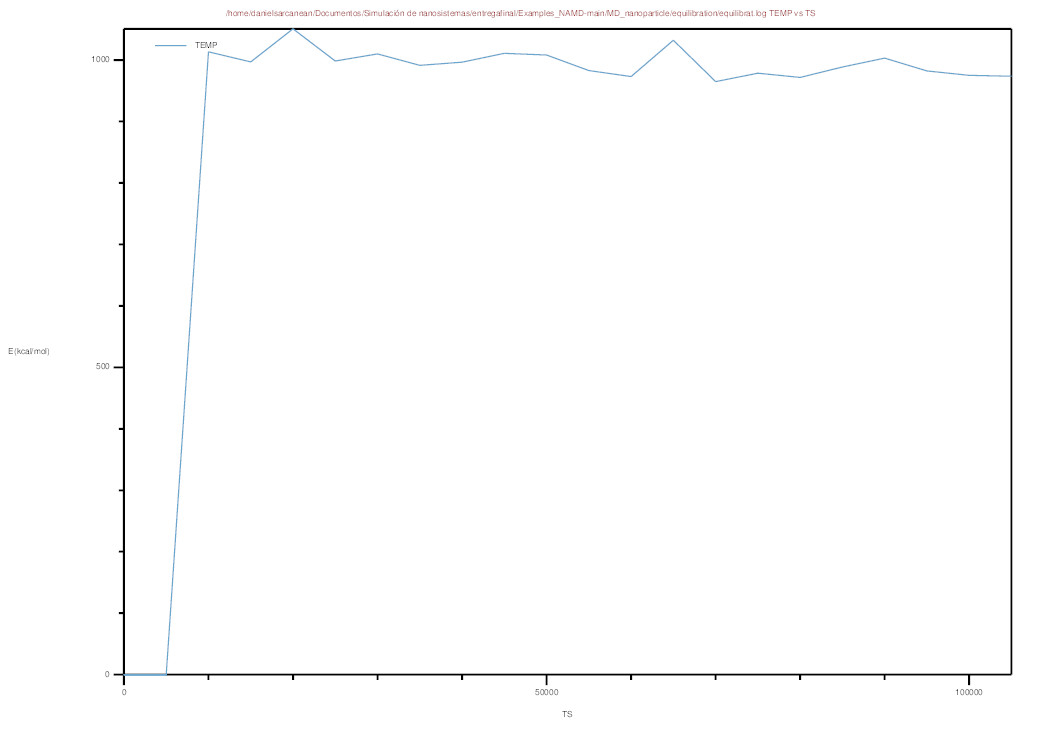 /home/danielsarcanean/Documentos/Simulación de nanosistemas/entregafinal/Examples_NAMD-main/MD_nanoparticle/equilibration/equilibrat.log TEMP vs TS
TEMP
1000
E(kcal/mol)
500
0
0 50000 100000
TS